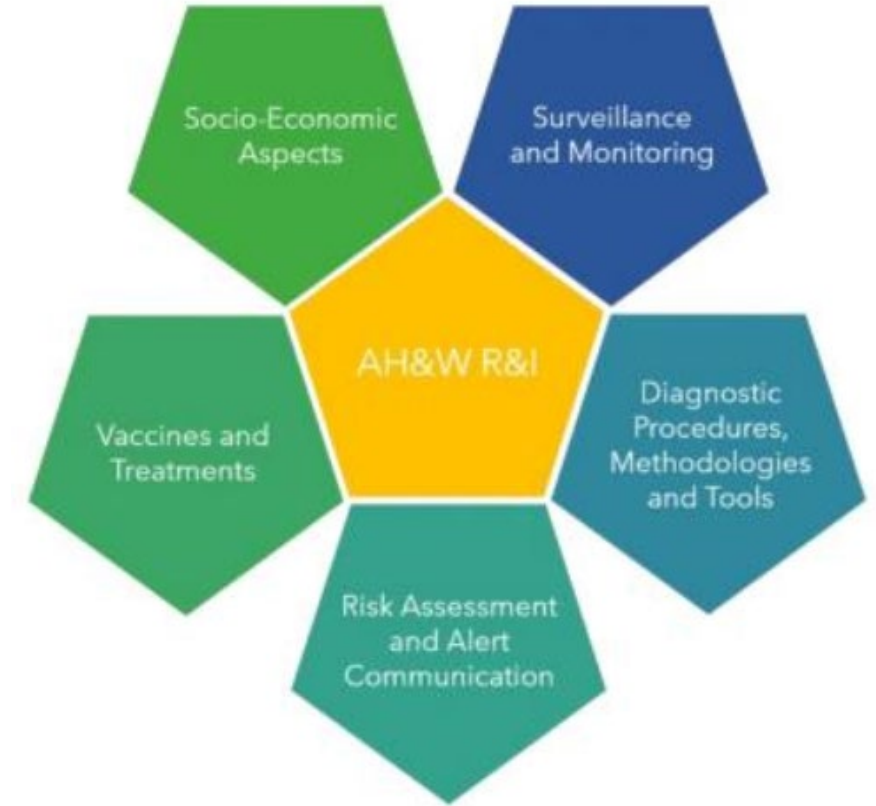 Socio-Economic
Aspects
Surveillance
and Monitoring
AH&W R&I
Diagnostic
Procedures,
Methodologies
and Tools
Vaccines and
Treatments
Risk Assessment
and Alert
Communication